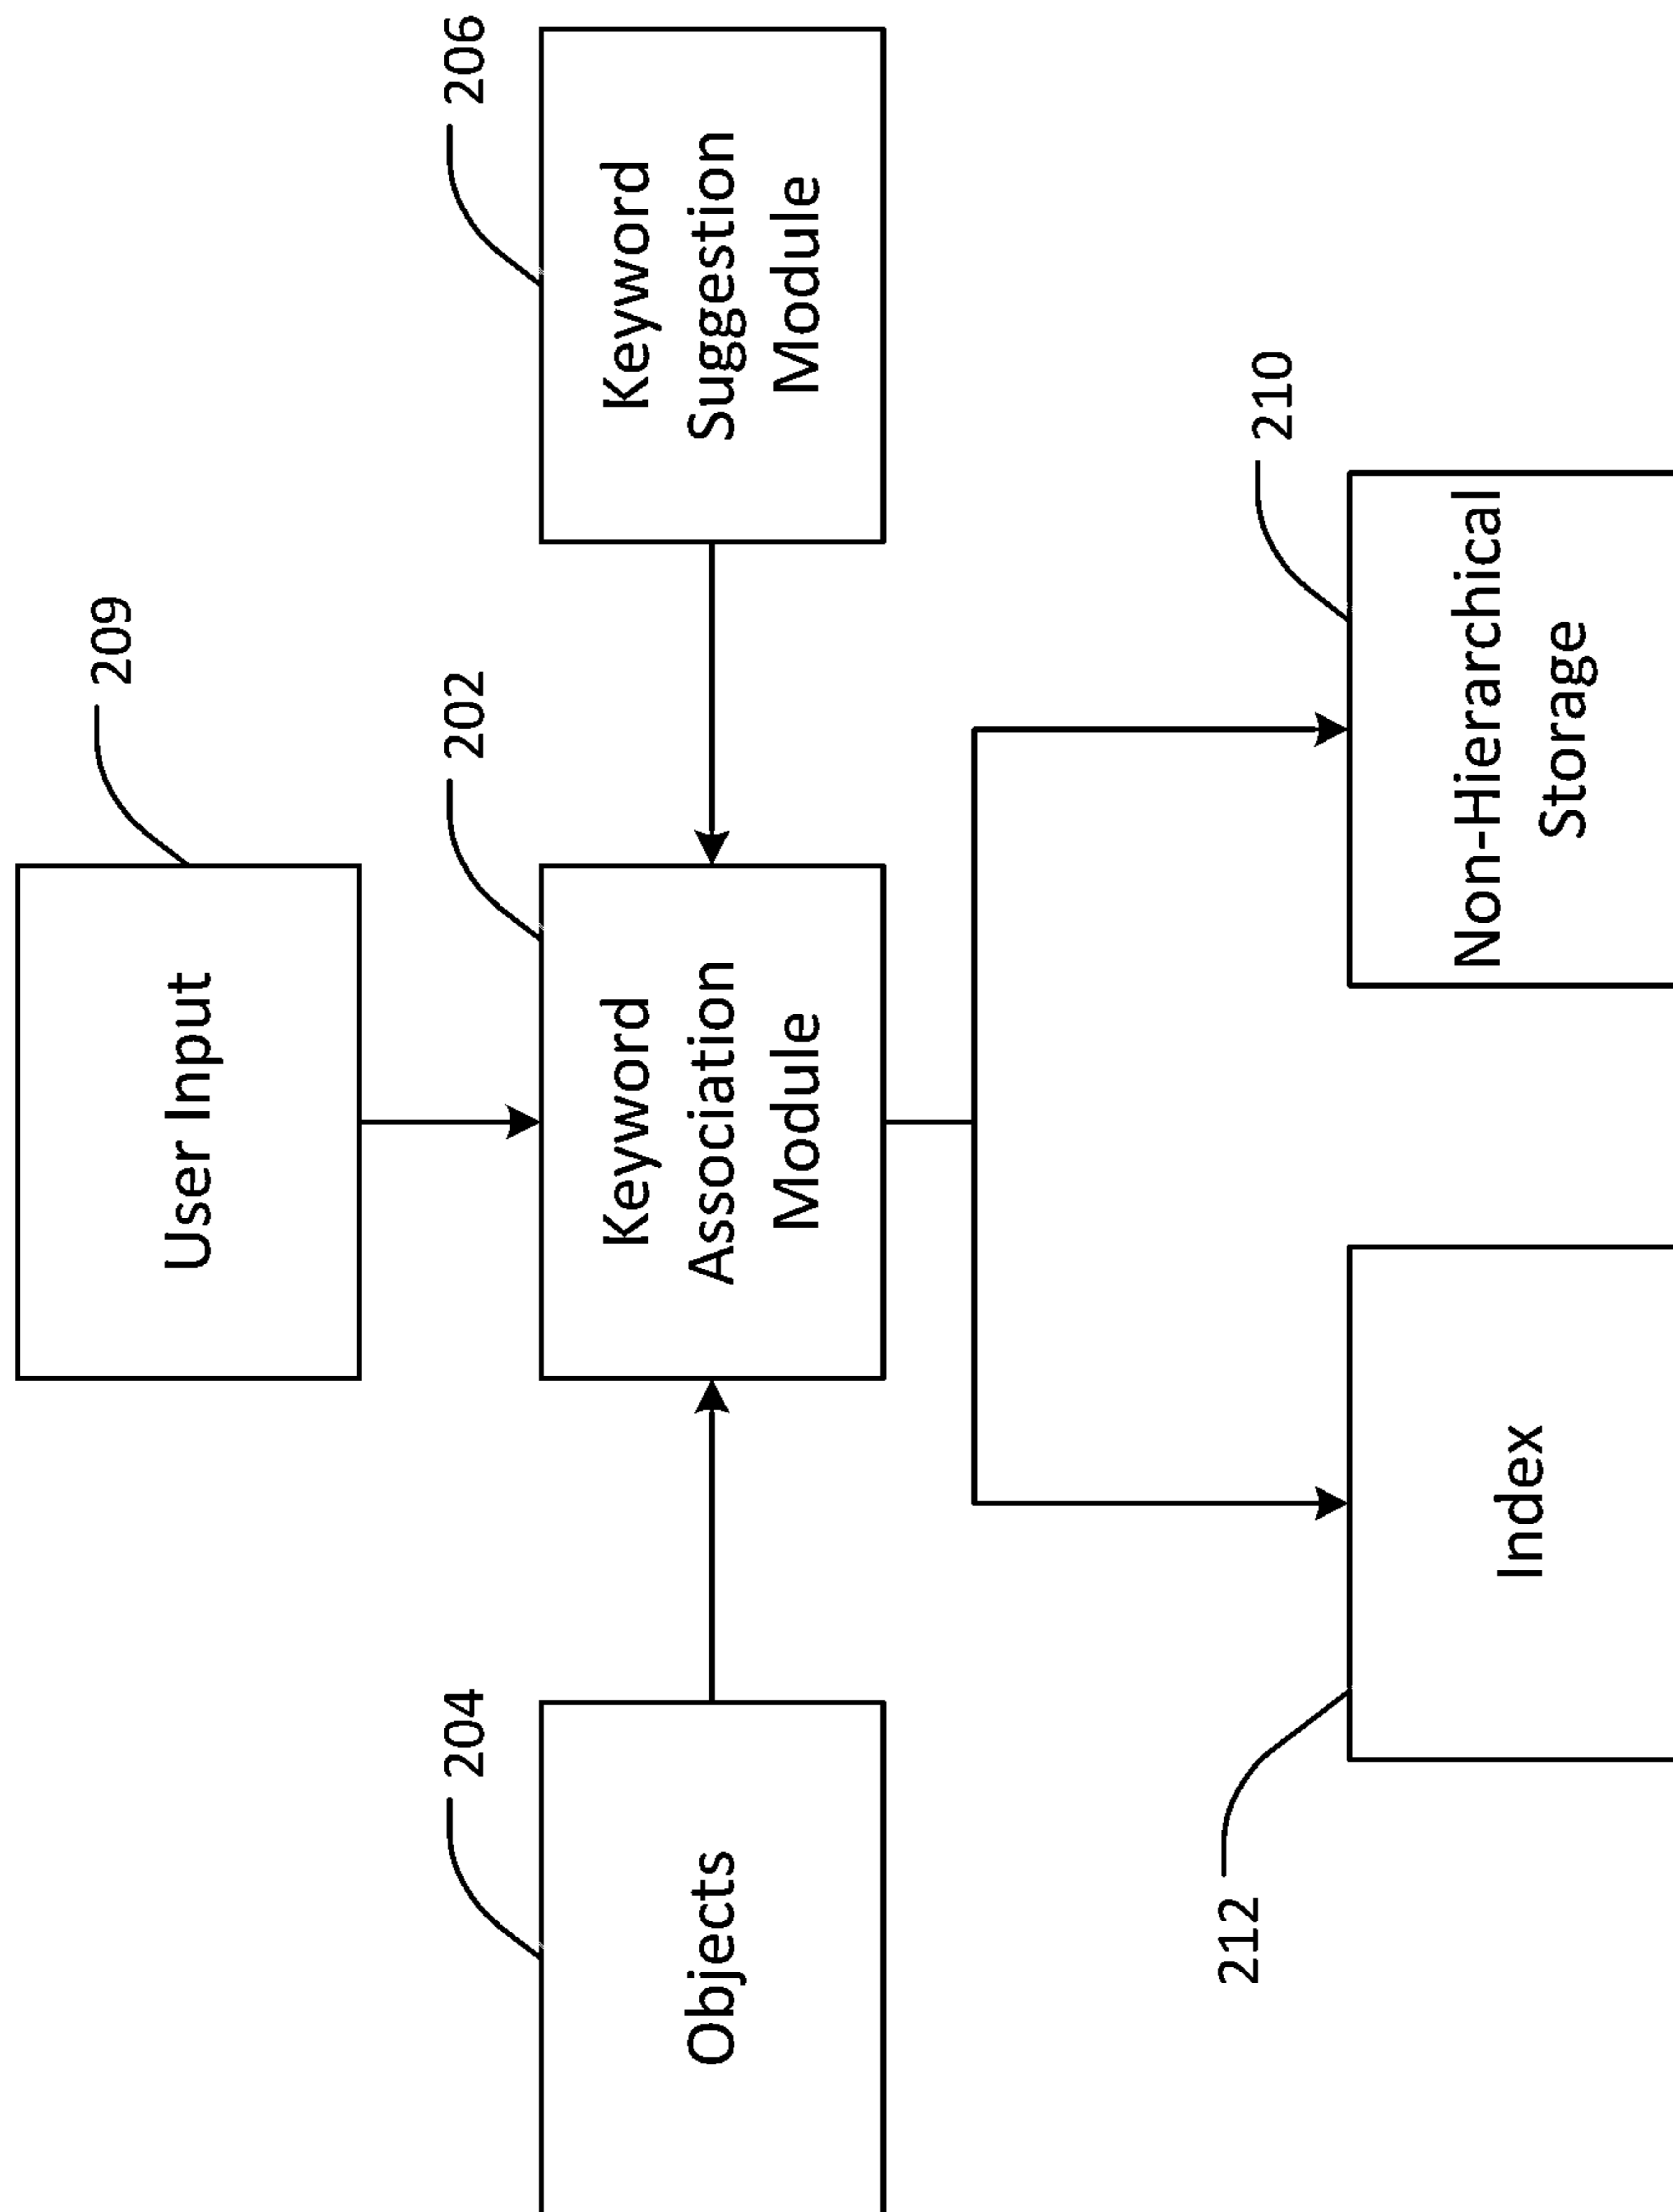 209
User Input
204
202
206
Objects
Keyword
Association
Module
Keyword
Suggestion
Module
212
210
Index
Non-Hierarchical
Storage